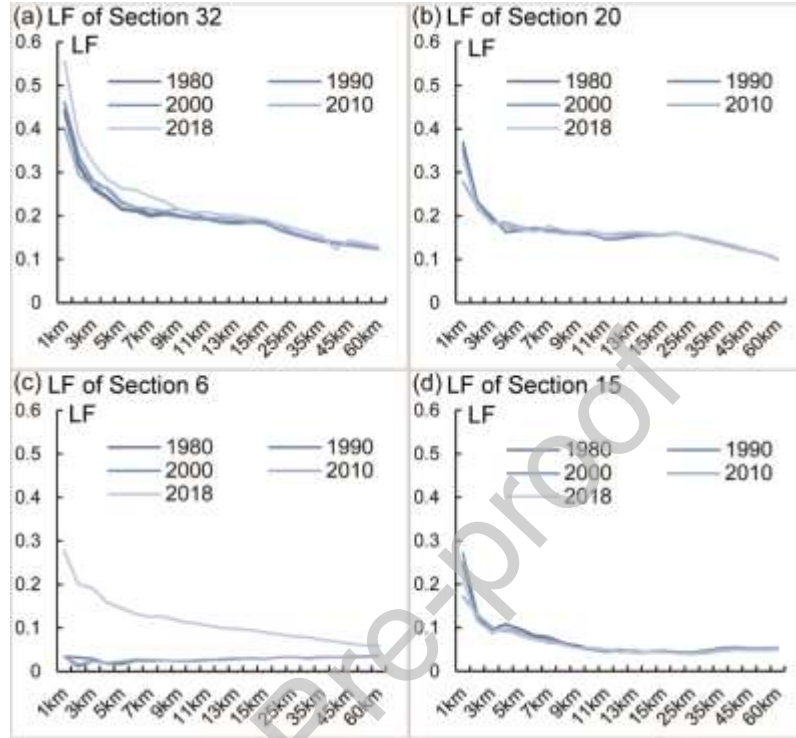 (a) LF of Section 32
LF
0.6
0.5
0.4
0.3
0.2
0.1
0
1980
1990
2000
2010
2018
1km
3km
5km
7km
9km
11km
13km
15km
25km
35km
45km
60km
(b) LF of Section 20
LF
0.6
0.5
0.4
0.3
0.2
0.1
0
1980
1990
2000
2010
2018
1km
3km
5km
7km
9km
11km
13km
15km
25km
35km
45km
60km
(c) LF of Section 6
LF
0.6
0.5
0.4
0.3
0.2
0.1
0
1980
1990
2000
2010
2018
1km
3km
5km
7km
9km
11km
13km
15km
25km
35km
45km
60km
(d) LF of Section 15
LF
0.6
0.5
0.4
0.3
0.2
0.1
0
1980
1990
2000
2010
2018
1km
3km
5km
7km
9km
11km
13km
15km
25km
35km
45km
60km
Pre-proof